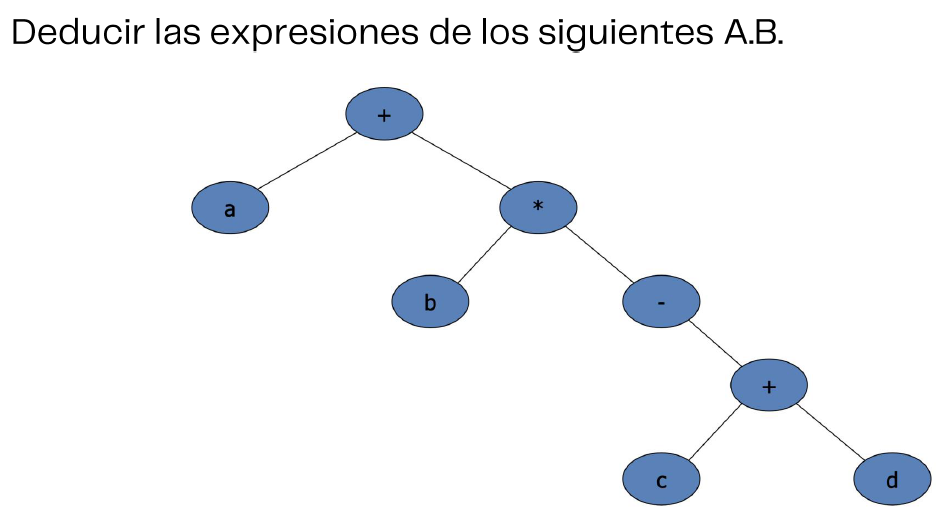 Deducir las expresiones de los siguientes A.B.
+
a
*
b
-
+
c
d